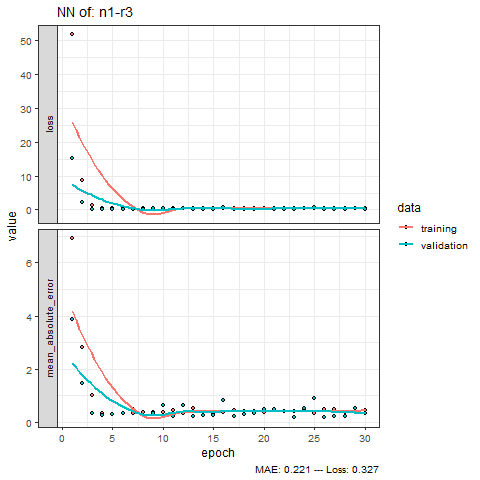 NN of: n1-r3
50
40
30
20
10
0
loss
6
4
2
0
mean_absolute_error
value
0 5 10 15 20 25 30
epoch
data
training
validation
MAE: 0.221 --- Loss: 0.327